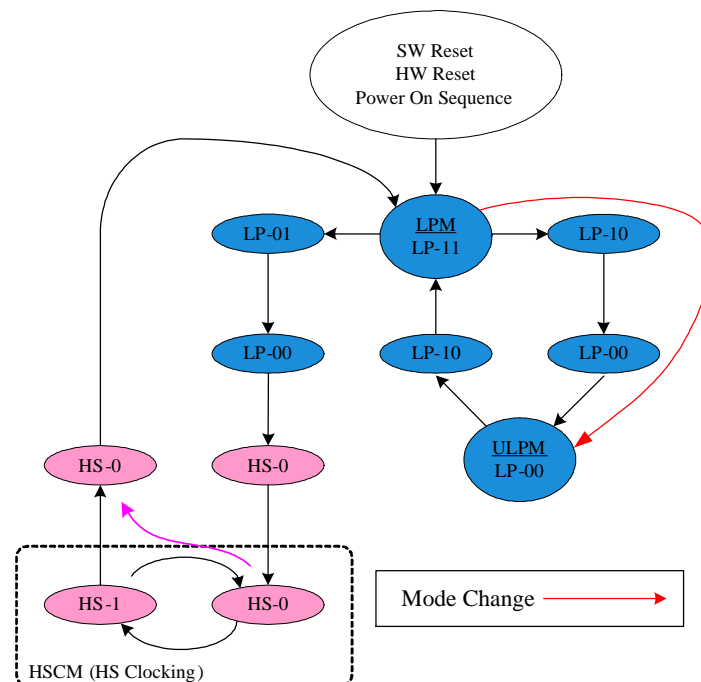 SW Reset
HW Reset
Power On Sequence
LP-01
LPM
LP-11
LP-10
LP-00
LP-10
LP-00
ULPM
LP-00
HS-0
HS-0
HS-1
HS-0
Mode Change
HSCM (HS Clocking)